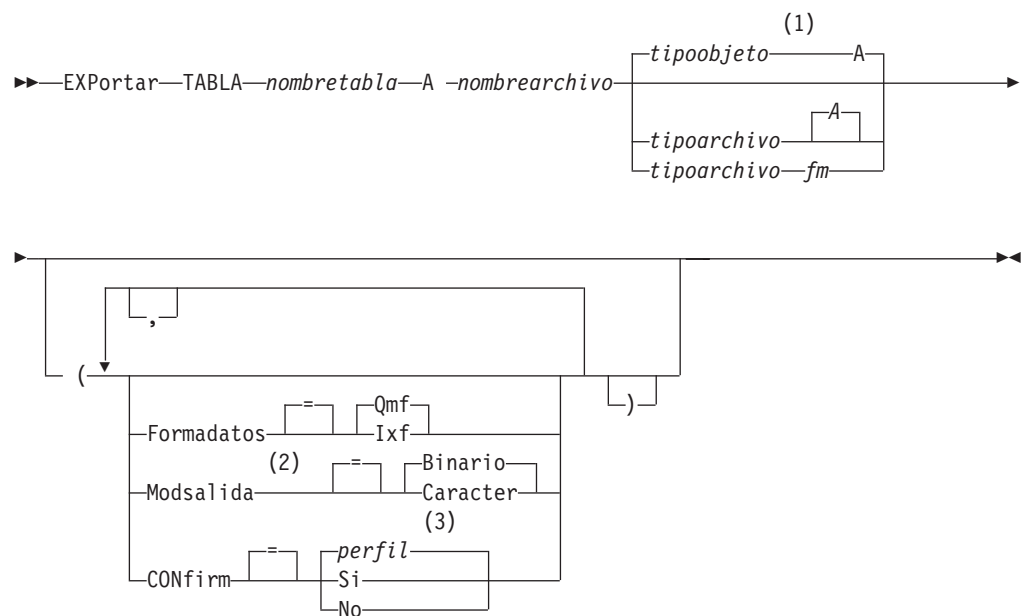 (1)
tipoobjeto A
EXPortar TABLA nombretabla A nombrearchivo
A
tipoarchivo
tipoarchivo fm
,
(
)
= Qmf
Formadatos Ixf
(2)
= Binario
Modsalida Caracter
(3)
= perfil
CONfirm Si
No